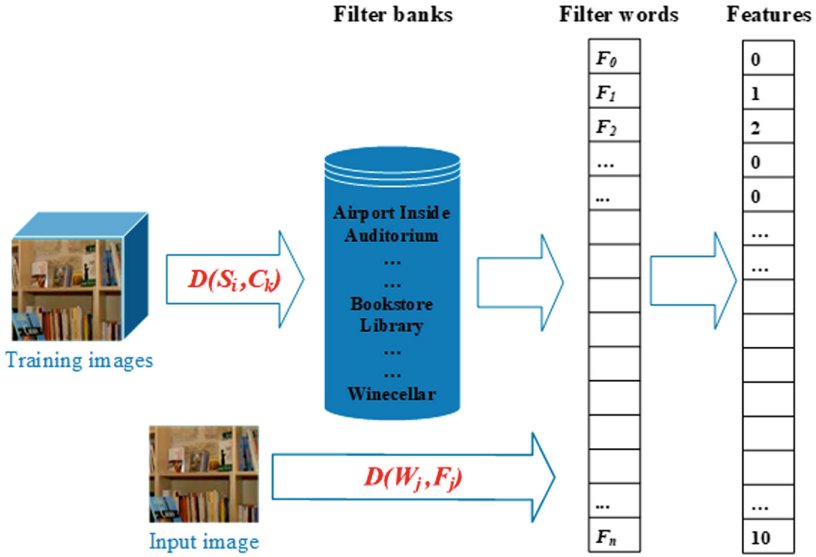 Filter banks
Filter words
Features
F0
F1
F2
...
...
...
Fn
0
1
2
0
0
...
...
...
10
Airport Inside
Auditorium
...
...
Bookstore
Library
...
...
Winecellar
D(Si,Ck)
Training images
D(Wj,Fj)
Input image